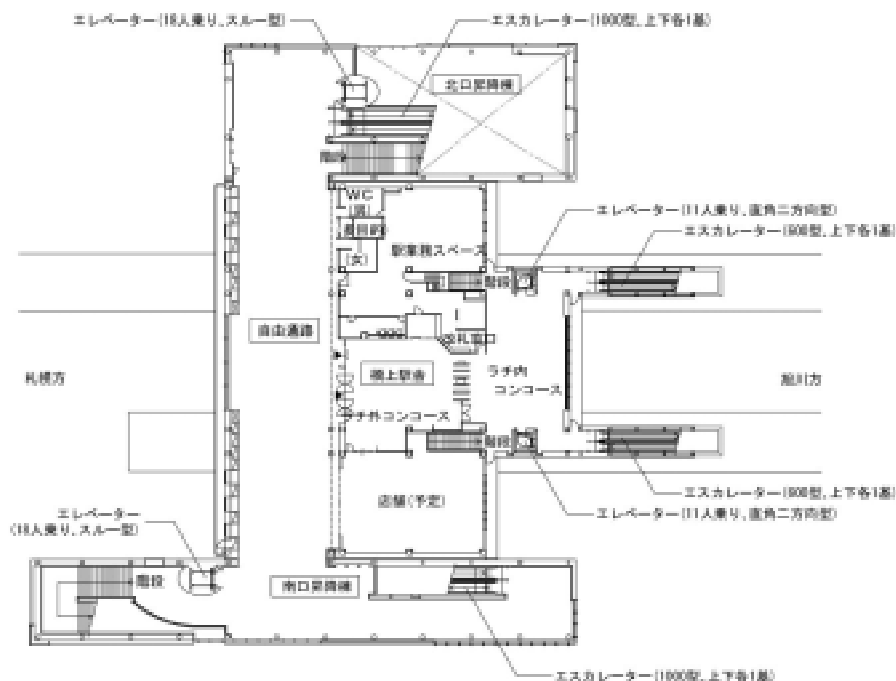 エレベーター(18人乗り,スルー型)
エスカレーター(1000型,上下各1基)
北口昇降棟
階段
WC
(男)
多目的
(女)
駅業務スペース
エレベーター(11人乗り,直角二方向型)
エスカレーター(800型,上下各1基)
階段
自由通路
改札口
札幌方
橋上駅舎
ラチ内
コンコース
旭川方
ラチ外コンコース
階段
エスカレーター(800型,上下各1基)
店舗(予定)
エレベーター(11人乗り,直角二方向型)
エレベーター
(18人乗り,スルー型)
階段
南口昇降棟
エスカレーター(1000型,上下各1基)